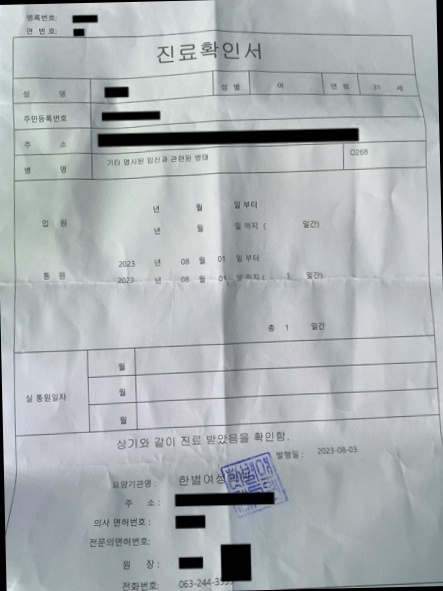 등록번호:
연 번 호:
진료확인서
성 명 성 별 여 연 령 31 세
주민등록번호
주 소
병 명 기타 명시된 임신과 관련된 병태 O268
년 월 일 부터
입 원
년 월 일 까지 ( 일간)
2023 년 08 월 01 일 부터
통 원
2023 년 08 월 01 일 까지 ( 1 일간)
총 1 일간
월
실 통원일자 월
월
상기와 같이 진료 받았음을 확인함.
발행일 : 2023-08-03
요양기관명 : 한별여성의원
주 소 :
의사 면허번호 :
전문의면허번호:
원 장 :
전화번호: 063-244-